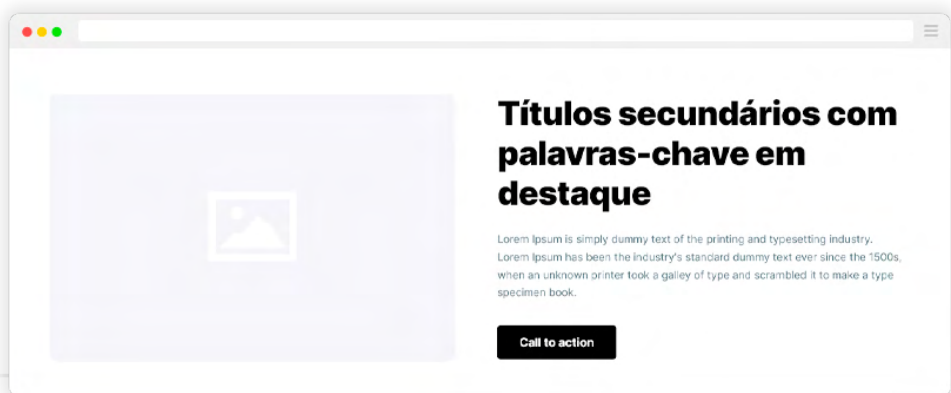 Títulos secundários com
palavras-chave em
destaque
Lorem Ipsum is simply dummy text of the printing and typesetting industry.
Lorem Ipsum has been the industry's standard dummy text ever since the 1500s,
when an unknown printer took a galley of type and scrambled it to make a type
specimen book.
Call to action